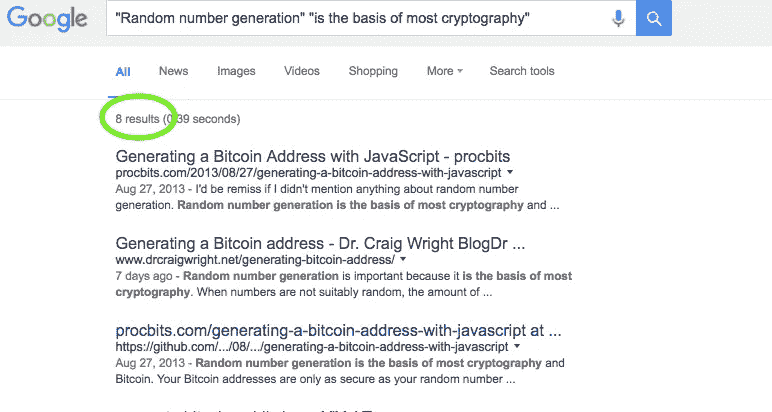 Google "Random number generation" "is the basis of most cryptography"
All News Images Videos Shopping More Search tools
8 results (0.39 seconds)
Generating a Bitcoin Address with JavaScript - procbits
procbits.com/2013/08/27/generating-a-bitcoin-address-with-javascript
Aug 27, 2013 - I'd be remiss if I didn't mention anything about random number
generation. Random number generation is the basis of most cryptography and ...
Generating a Bitcoin address - Dr. Craig Wright BlogDr ...
www.drcraigwright.net/generating-bitcoin-address/
7 days ago - Random number generation is important because it is the basis of most
cryptography. When numbers are not suitably random, the amount of ...
procbits.com/generating-a-bitcoin-address-with-javascript at ...
https://github.com/.../08/.../generating-a-bitcoin-address-with-javascript
Aug 27, 2013 - Random number generation is the basis of most cryptography and
Bitcoin. Your Bitcoin addresses are only as secure as your random number ...